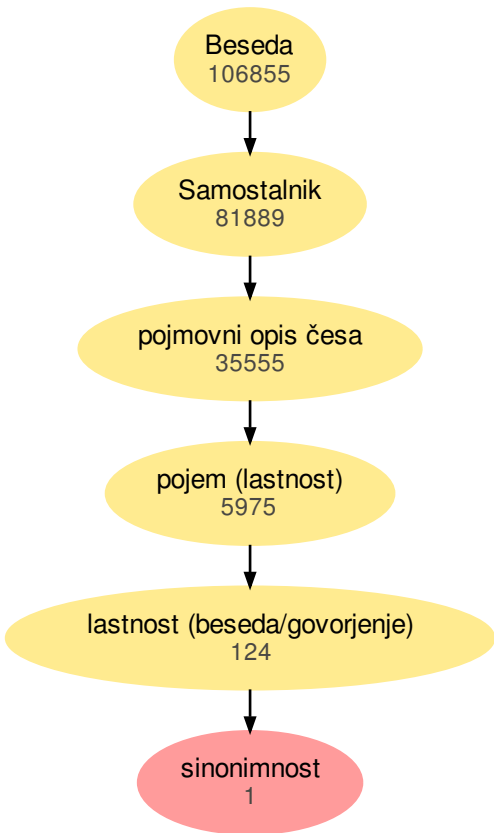 Beseda
106855
Samostalnik
81889
pojmovni opis česa
35555
pojem (lastnost)
5975
lastnost (beseda/govorjenje)
124
sinonimnost
1